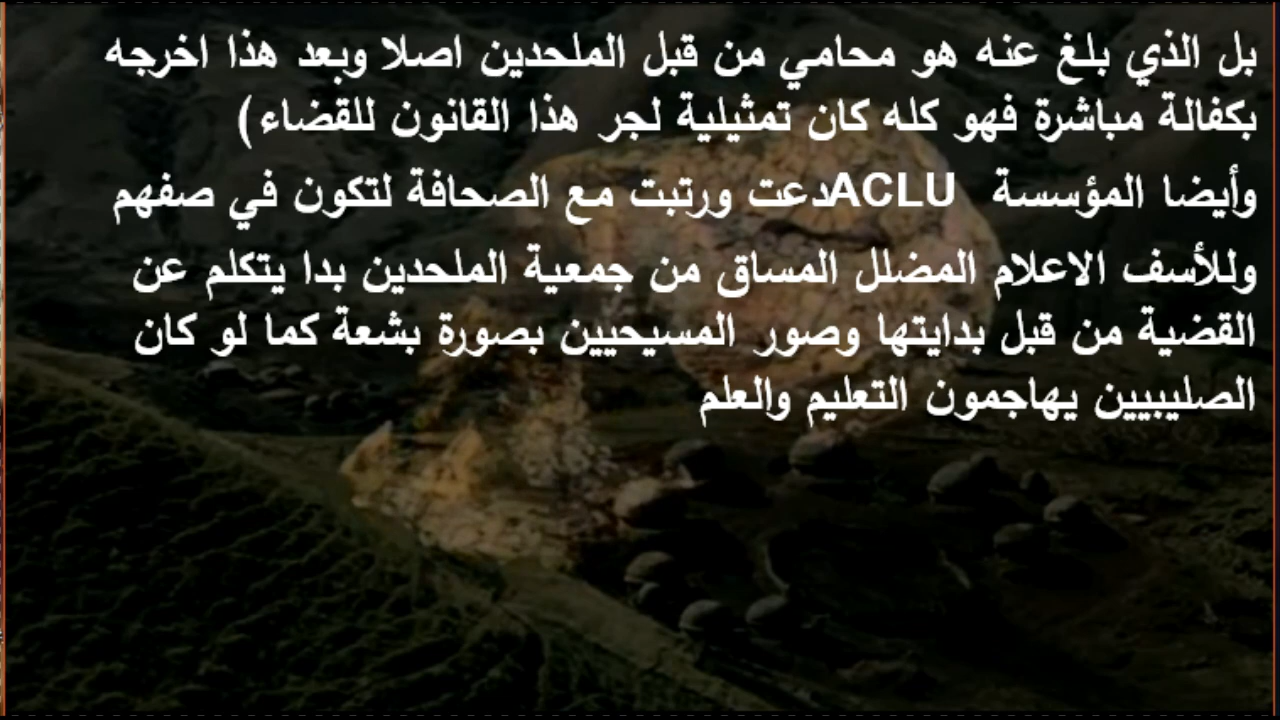 بل الذي بلغ عنه هو محامي من قبل الملحدين اصلا وبعد هذا اخرجه
بكفالة مباشرة فهو كله كان تمثيلية لجر هذا القانون للقضاء)
وأيضا المؤسسة ACLUدعت ورتبت مع الصحافة لتكون في صفهم
وللأسف الاعلام المضلل المساق من جمعية الملحدين بدا يتكلم عن
القضية من قبل بدايتها وصور المسيحيين بصورة بشعة كما لو كان
الصليبيين يهاجمون التعليم والعلم